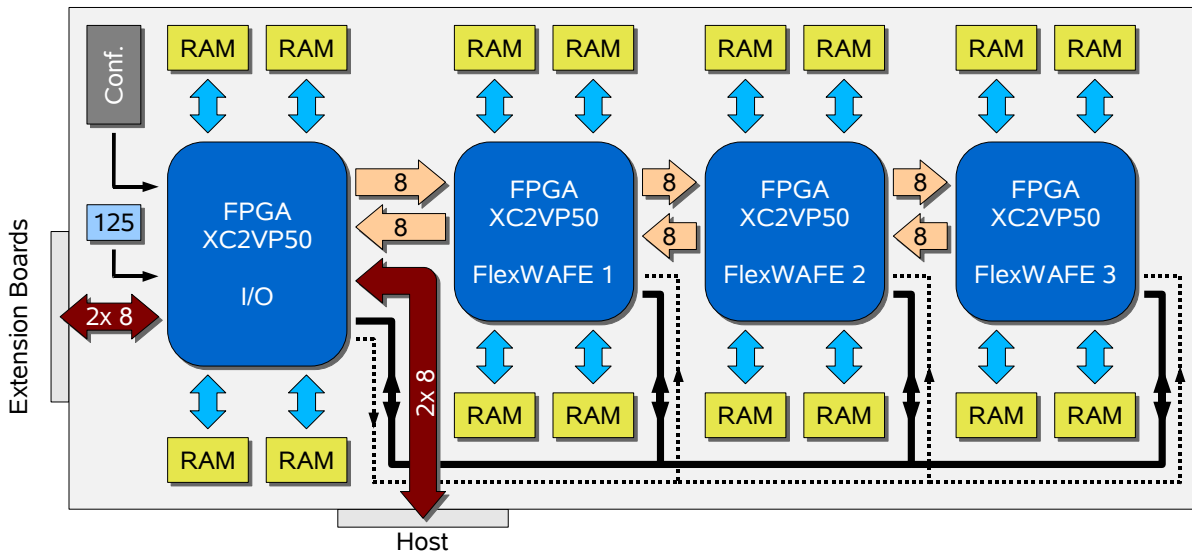 Conf.
RAM
RAM
RAM
RAM
RAM
RAM
RAM
RAM
125
FPGA
XC2VP50
I/O
8
8
FPGA
XC2VP50
FlexWAFE 1
8
8
FPGA
XC2VP50
FlexWAFE 2
8
8
FPGA
XC2VP50
FlexWAFE 3
Extension Boards
2x 8
2x 8
RAM
RAM
RAM
RAM
RAM
RAM
RAM
RAM
Host